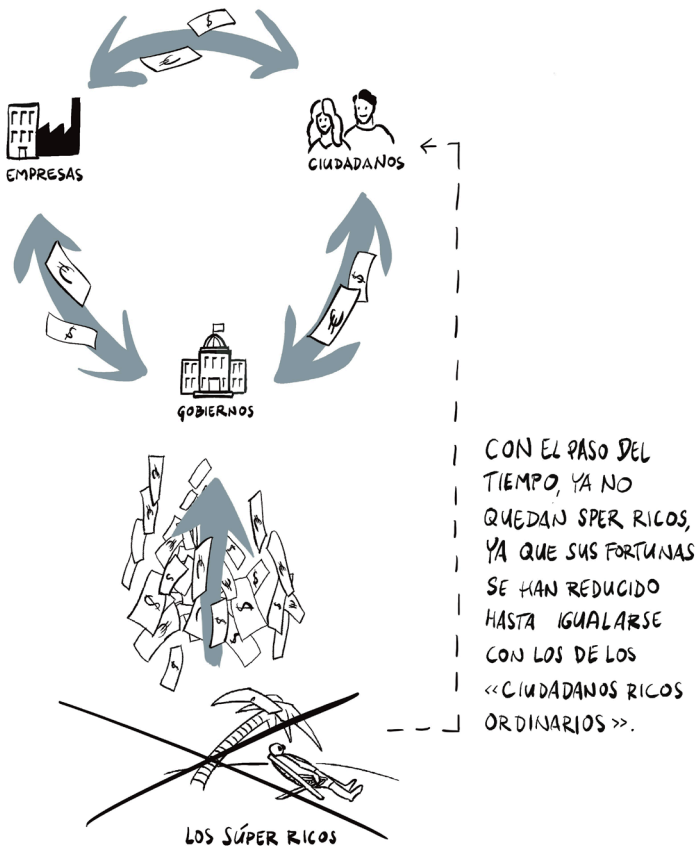 $
€
EMPRESAS
CIUDADANOS
€
$
$
€
GOBIERNOS
CON EL PASO DEL
TIEMPO, YA NO
QUEDAN SPER RICOS,
YA QUE SUS FORTUNAS
SE HAN REDUCIDO
HASTA IGUALARSE
CON LOS DE LOS
«CIUDADANOS RICOS
ORDINARIOS».
LOS SÚPER RICOS